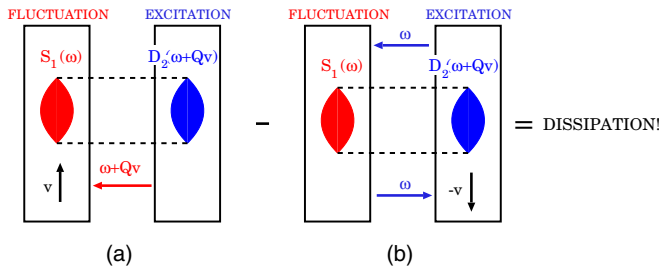 FLUCTUATION EXCITATION FLUCTUATION EXCITATION
ω
S₁(ω) D₂′(ω+Qv) S₁(ω) D₂′(ω+Qv)
– = DISSIPATION!
v ω+Qv ω -v
(a) (b)